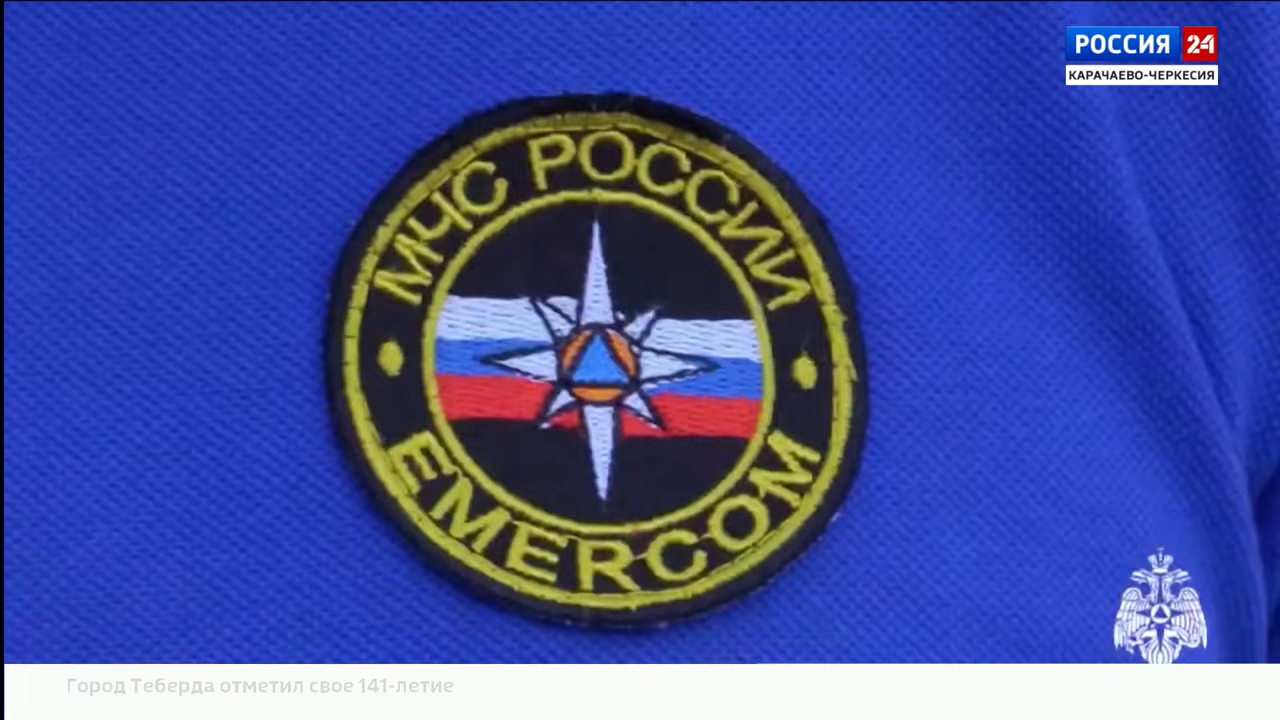 РОССИЯ 24
КАРАЧАЕВО-ЧЕРКЕСИЯ
МЧС РОССИИ
EMERCOM
Город Теберда отметил свое 141-летие